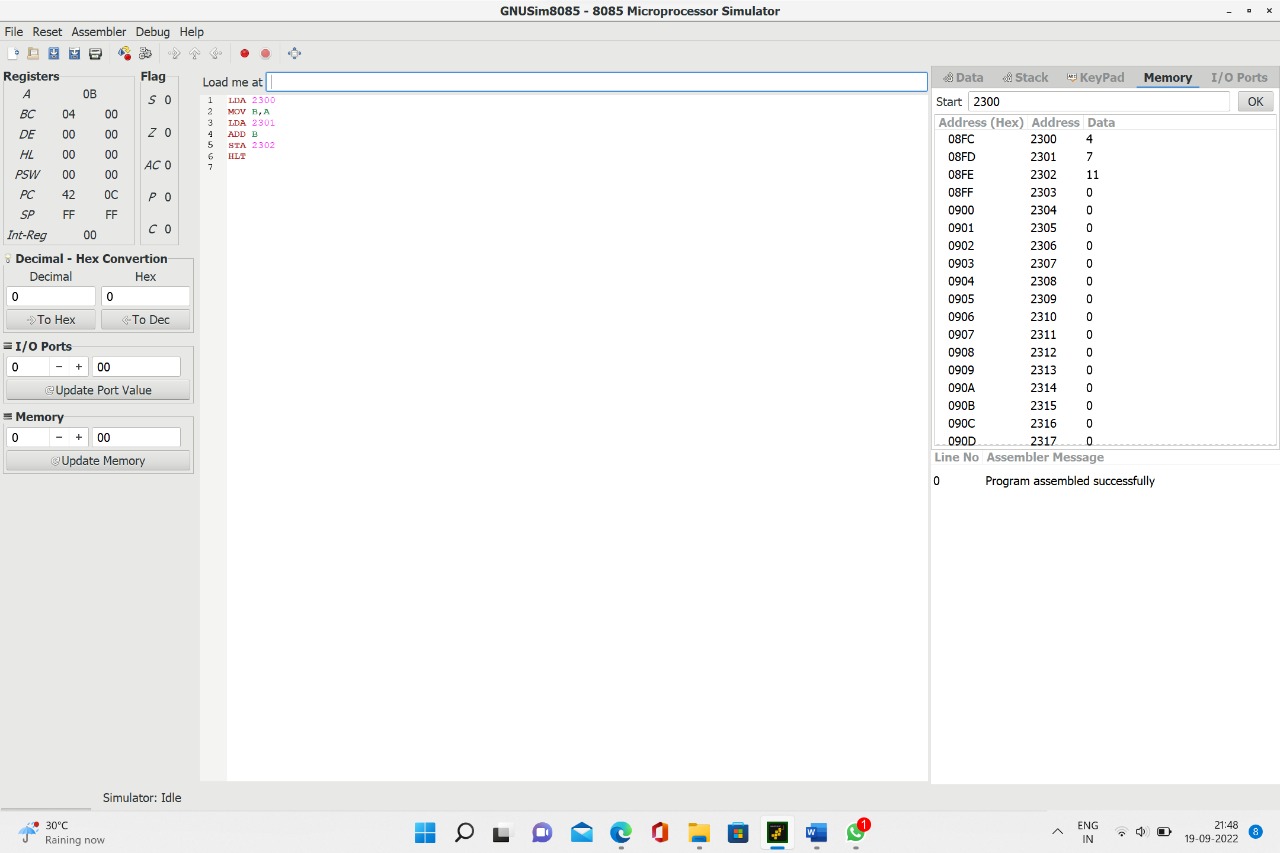 GNUSim8085 - 8085 Microprocessor Simulator
File Reset Assembler Debug Help
Registers
A 0B
BC 04 00
DE 00 00
HL 00 00
PSW 00 00
PC 42 0C
SP FF FF
Int-Reg 00
Flag
S 0
Z 0
AC 0
P 0
C 0
Decimal - Hex Convertion
Decimal Hex
0 0
To Hex To Dec
I/O Ports
0 − + 00
Update Port Value
Memory
0 − + 00
Update Memory
Load me at
1 LDA 2300
2 MOV B,A
3 LDA 2301
4 ADD B
5 STA 2302
6 HLT
7
Data Stack KeyPad Memory I/O Ports
Start 2300 OK
Address (Hex) Address Data
08FC 2300 4
08FD 2301 7
08FE 2302 11
08FF 2303 0
0900 2304 0
0901 2305 0
0902 2306 0
0903 2307 0
0904 2308 0
0905 2309 0
0906 2310 0
0907 2311 0
0908 2312 0
0909 2313 0
090A 2314 0
090B 2315 0
090C 2316 0
090D 2317 0
Line No Assembler Message
0 Program assembled successfully
Simulator: Idle
30°C
Raining now
1
ENG
IN
21:48
19-09-2022
8